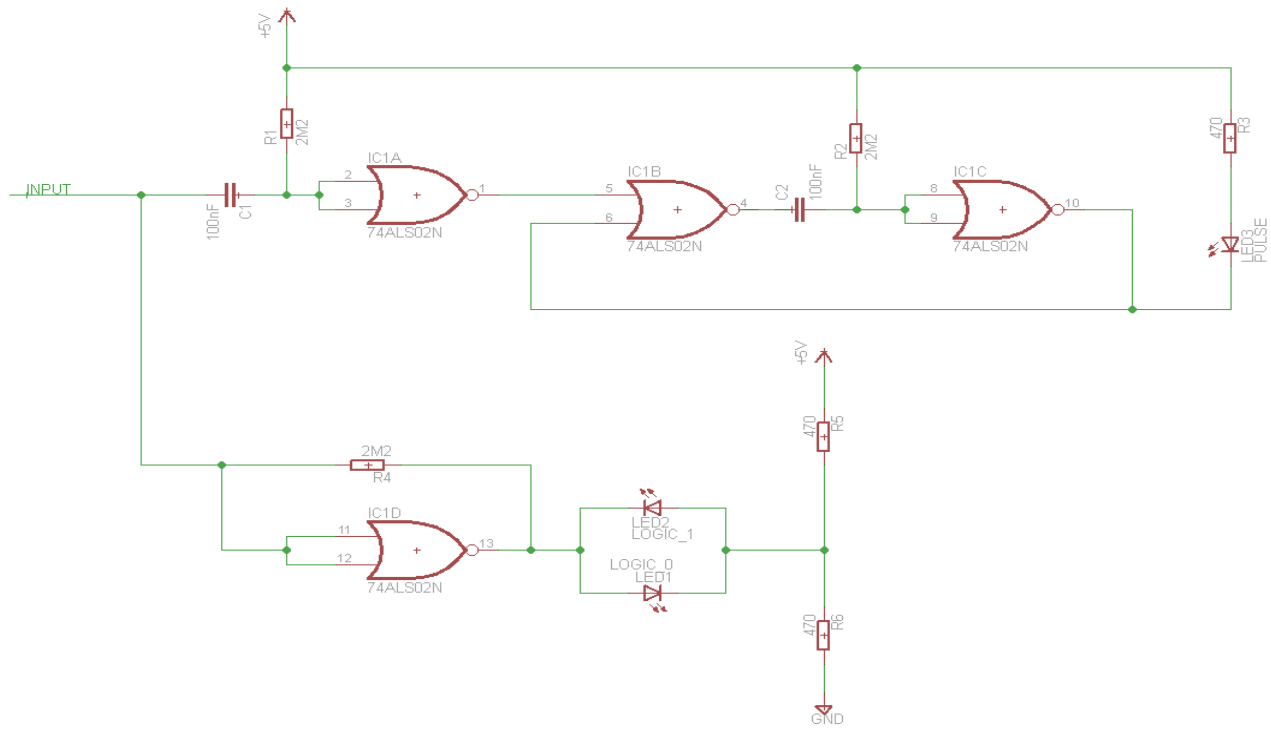 +5V
R1
2M2
INPUT
100nF
C1
IC1A
2
3
1
74ALS02N
IC1B
5
6
4
74ALS02N
C2
100nF
R2
2M2
IC1C
8
9
10
74ALS02N
470
R3
LED3
PULSE
2M2
R4
IC1D
11
12
13
74ALS02N
LED2
LOGIC_1
LOGIC_0
LED1
+5V
470
R5
470
R6
GND